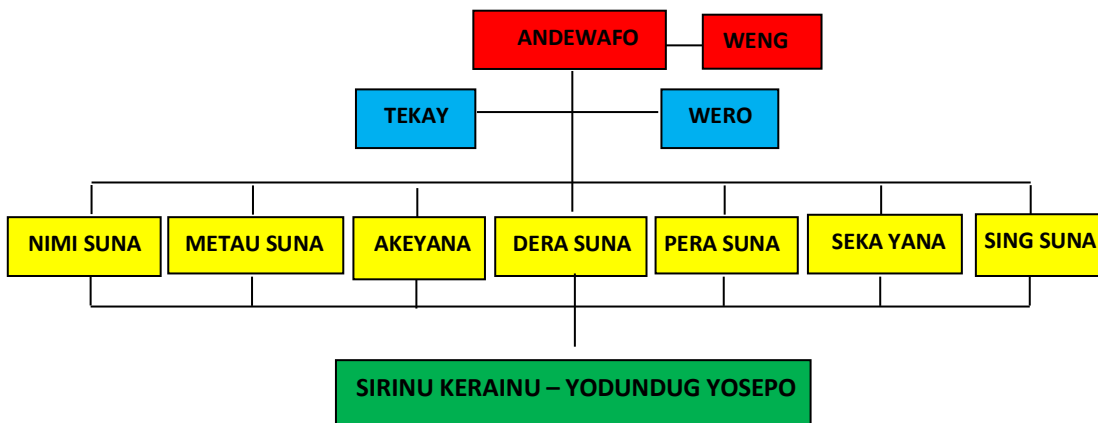 ANDEWAFO
WENG
TEKAY
WERO
NIMI SUNA
METAU SUNA
AKEYANA
DERA SUNA
PERA SUNA
SEKA YANA
SING SUNA
SIRINU KERAINU – YODUNDUG YOSEPO